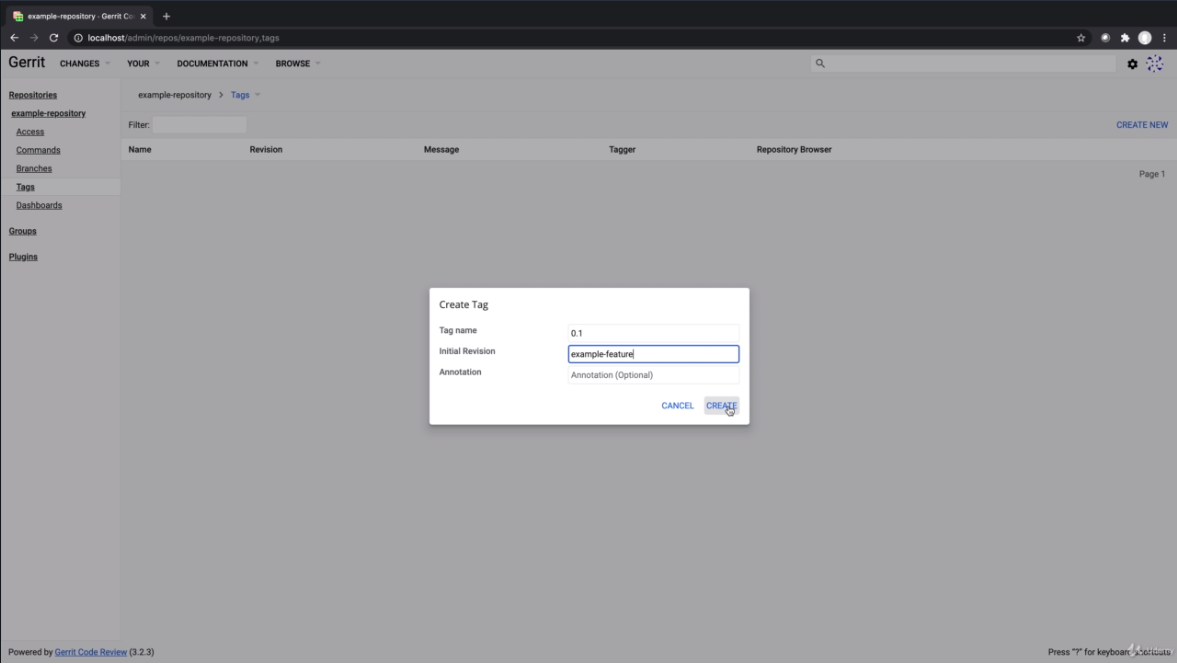 example-repository · Gerrit Co
localhost/admin/repos/example-repository,tags
Gerrit CHANGES YOUR DOCUMENTATION BROWSE
Repositories
example-repository
Access
Commands
Branches
Tags
Dashboards
Groups
Plugins
example-repository > Tags
Filter:
CREATE NEW
Name Revision Message Tagger Repository Browser
Page 1
Create Tag
Tag name 0.1
Initial Revision example-feature
Annotation Annotation (Optional)
CANCEL CREATE
Powered by Gerrit Code Review (3.2.3)
Press "?" for keyboard shortcuts